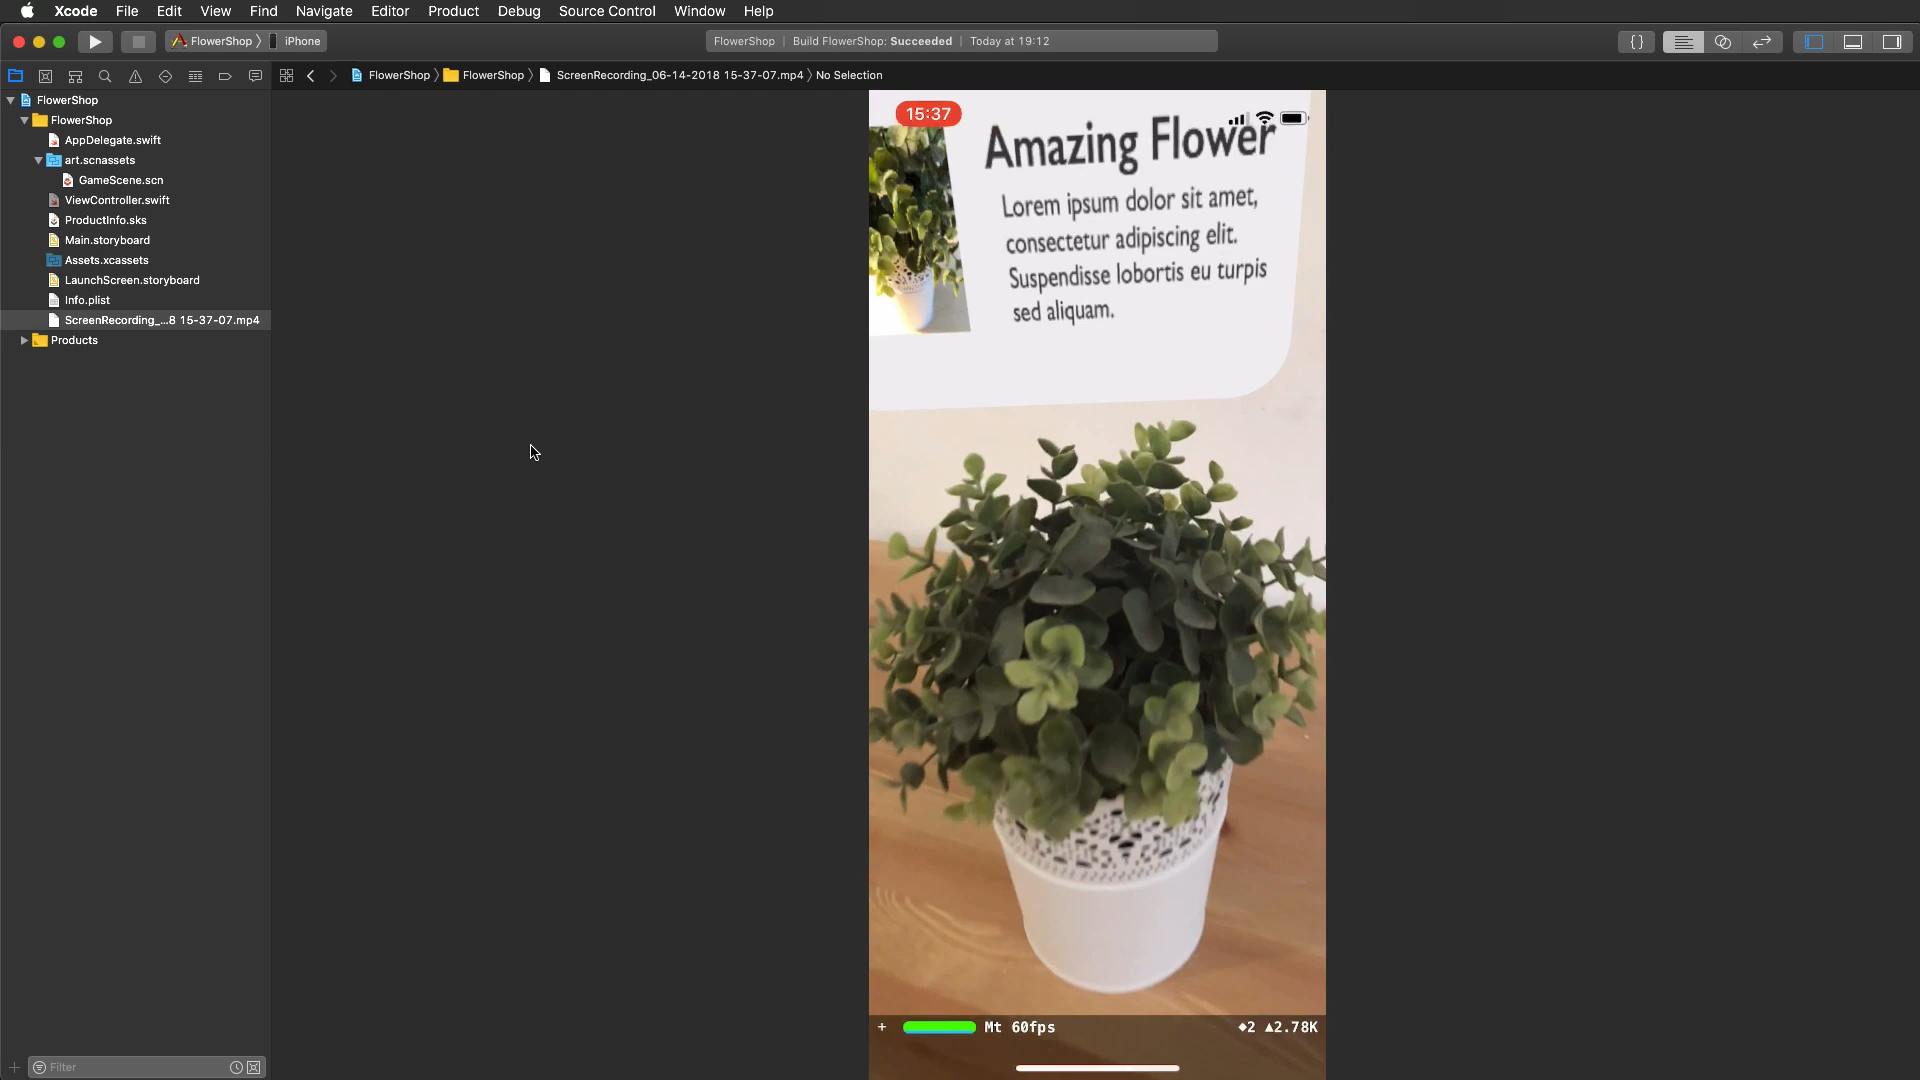 Xcode File Edit View Find Navigate Editor Product Debug Source Control Window Help
FlowerShop iPhone
FlowerShop | Build FlowerShop: Succeeded | Today at 19:12
{ }
FlowerShop FlowerShop ScreenRecording_06-14-2018 15-37-07.mp4 No Selection
FlowerShop
FlowerShop
AppDelegate.swift
art.scnassets
GameScene.scn
ViewController.swift
ProductInfo.sks
Main.storyboard
Assets.xcassets
LaunchScreen.storyboard
Info.plist
ScreenRecording_...8 15-37-07.mp4
Products
Filter
15:37
Amazing Flower
Lorem ipsum dolor sit amet,
consectetur adipiscing elit.
Suspendisse lobortis eu turpis
sed aliquam.
+ Mt 60fps ◆2 ▲2.78K